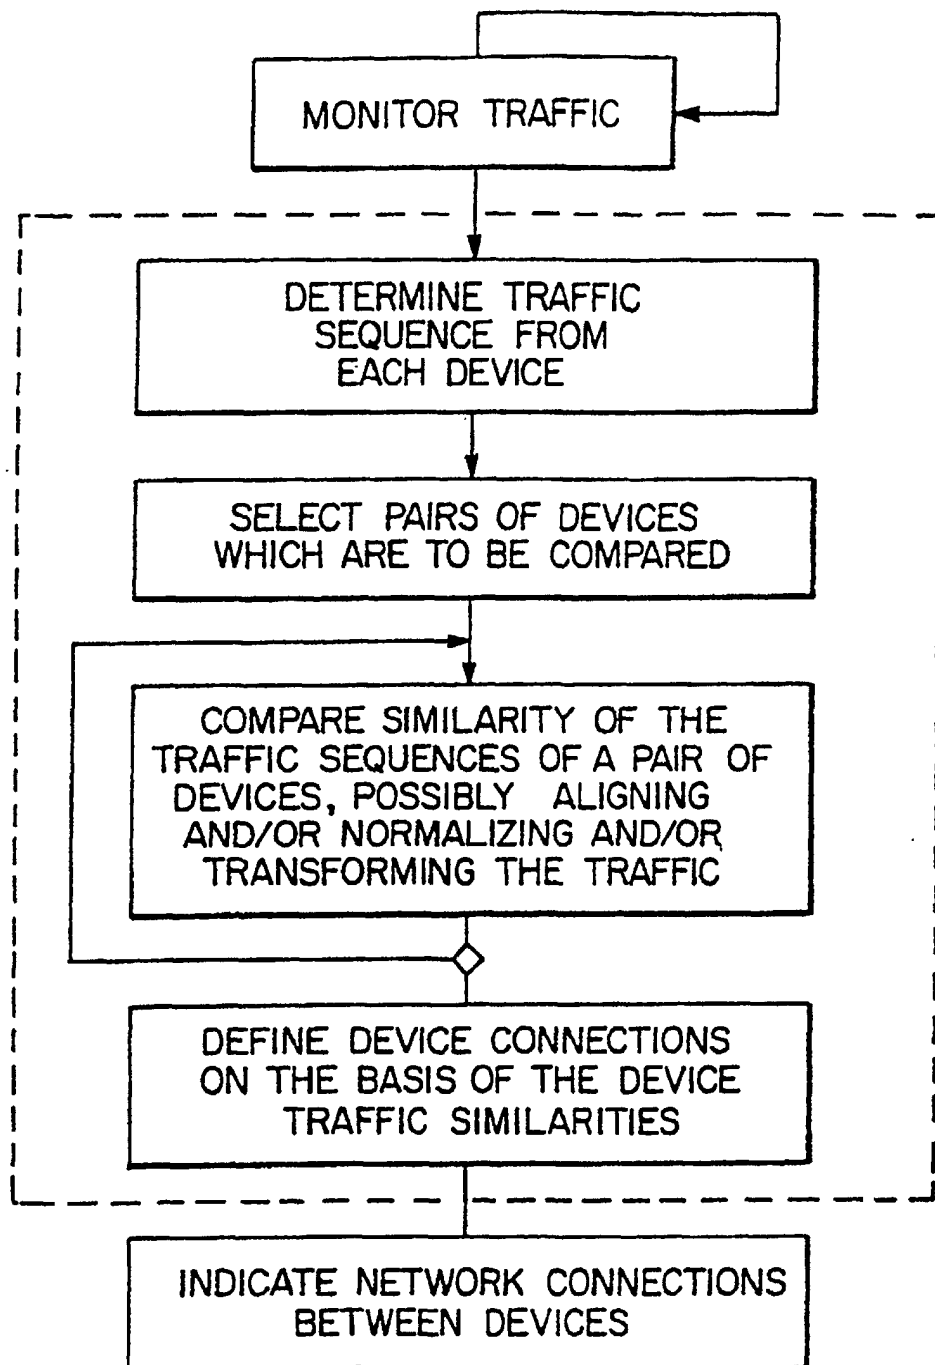 MONITOR TRAFFIC
DETERMINE TRAFFIC
SEQUENCE FROM
EACH DEVICE
SELECT PAIRS OF DEVICES
WHICH ARE TO BE COMPARED
COMPARE SIMILARITY OF THE
TRAFFIC SEQUENCES OF A PAIR OF
DEVICES, POSSIBLY ALIGNING
AND/OR NORMALIZING AND/OR
TRANSFORMING THE TRAFFIC
DEFINE DEVICE CONNECTIONS
ON THE BASIS OF THE DEVICE
TRAFFIC SIMILARITIES
INDICATE NETWORK CONNECTIONS
BETWEEN DEVICES